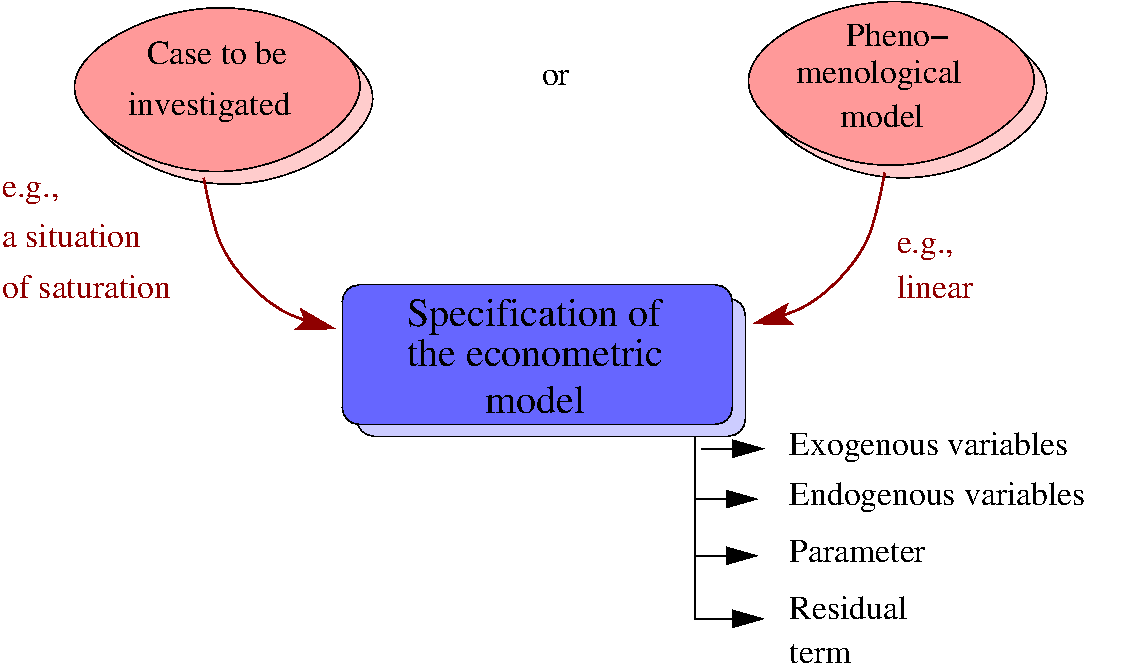 Case to be
investigated
or
Pheno−
menological
model
e.g.,
a situation
of saturation
e.g.,
linear
Specification of
the econometric
model
Exogenous variables
Endogenous variables
Parameter
Residual
term